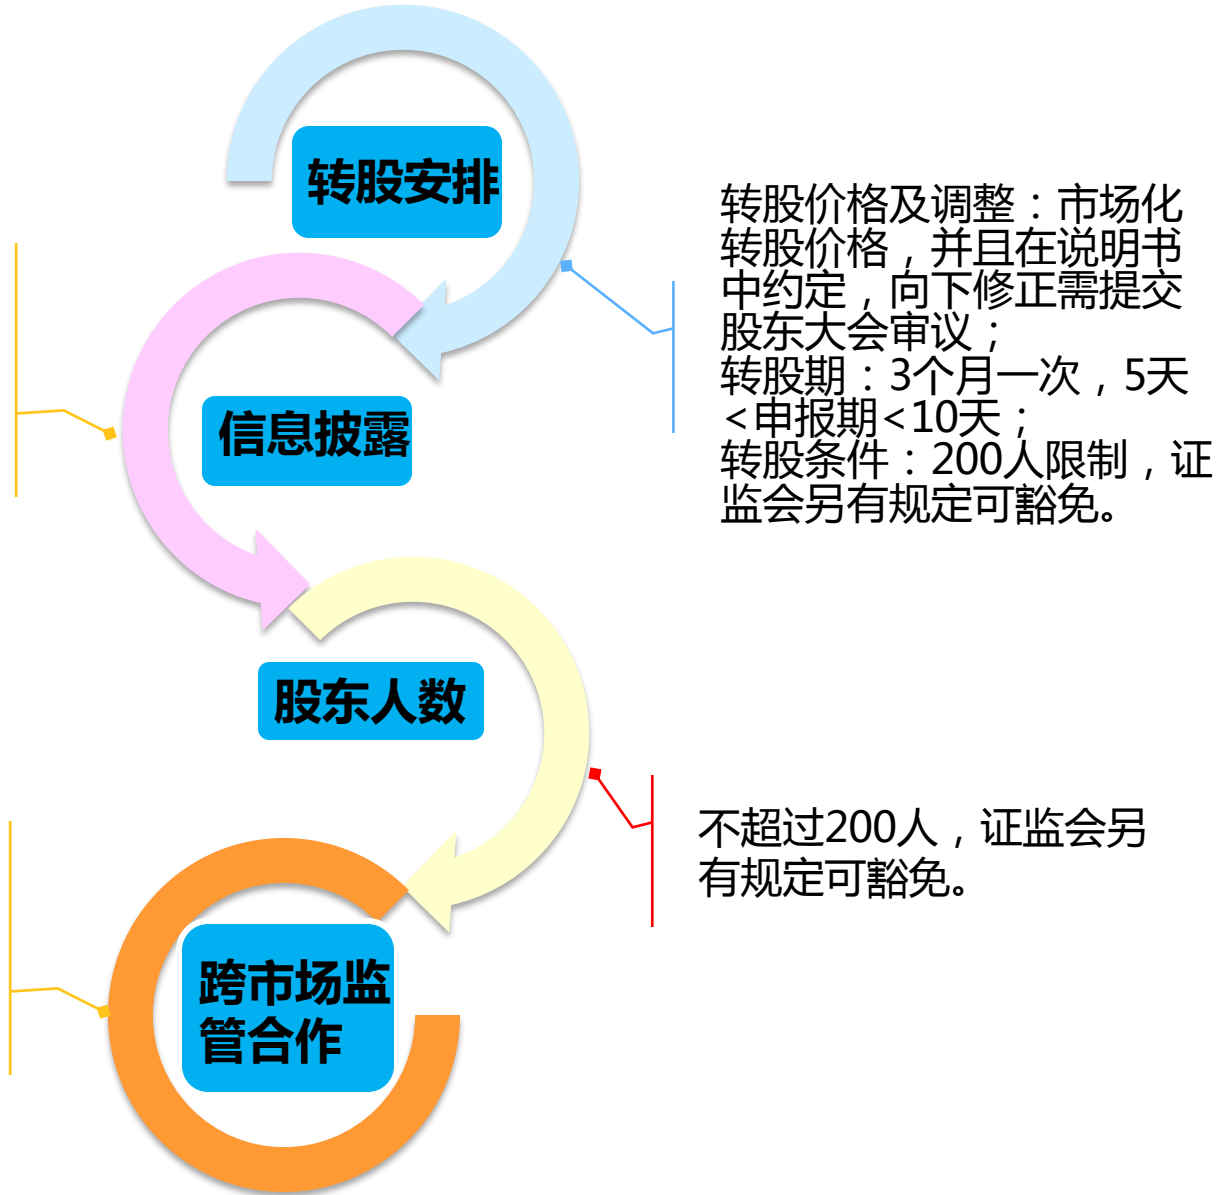 转股安排
转股价格及调整：市场化
转股价格，并且在说明书
中约定，向下修正需提交
股东大会审议；
转股期：3个月一次，5天
<申报期<10天；
转股条件：200人限制，证
监会另有规定可豁免。
信息披露
股东人数
不超过200人，证监会另
有规定可豁免。
跨市场监
管合作